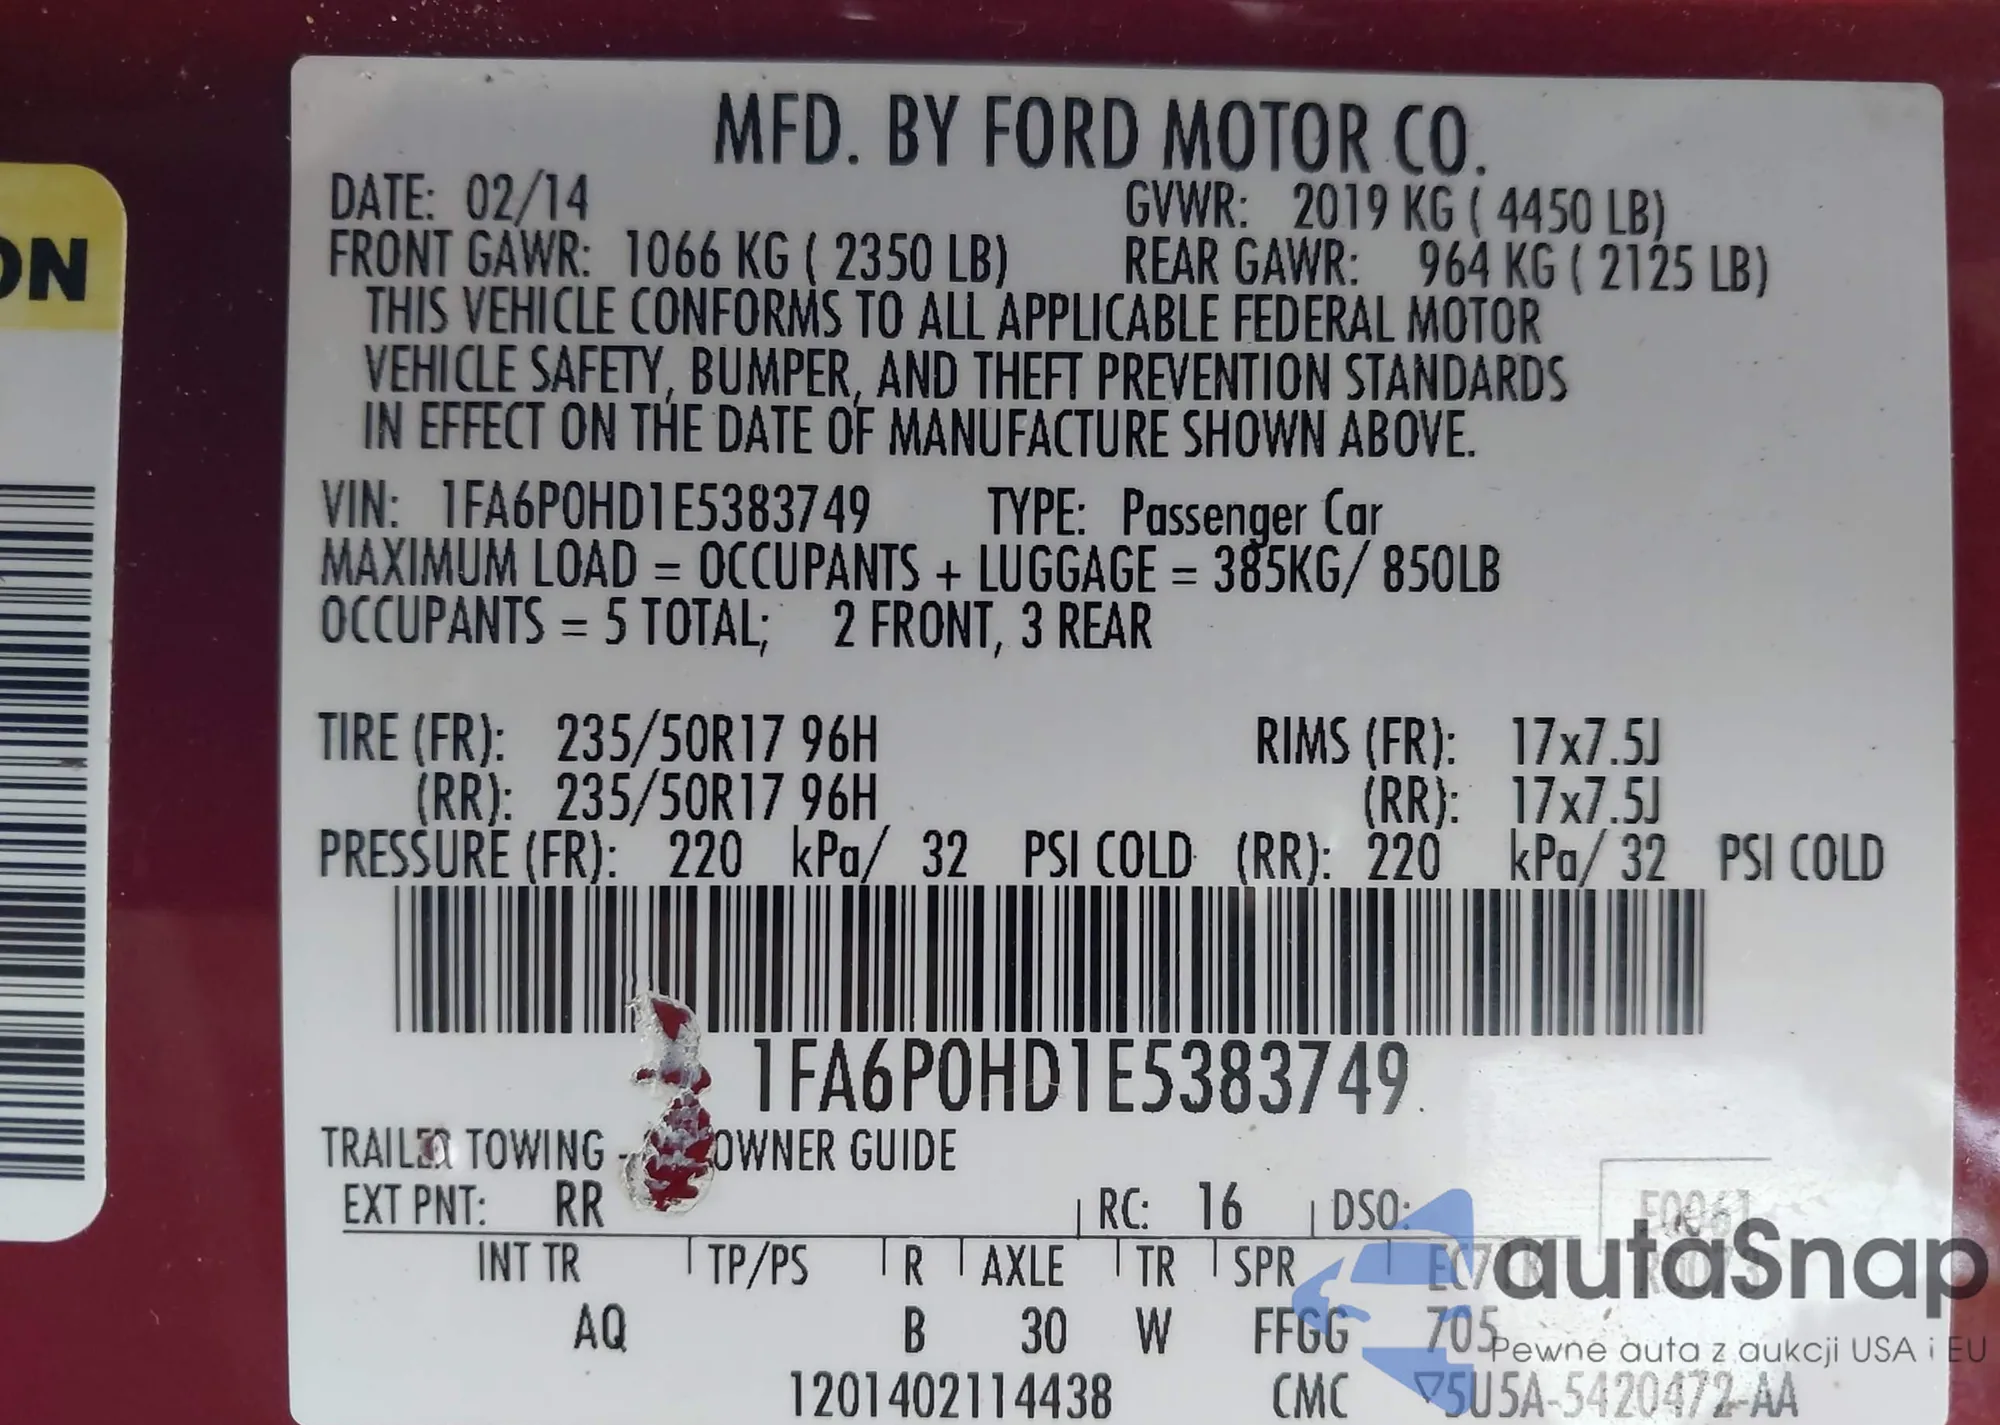 MFD. BY FORD MOTOR CO.
DATE: 02/14 GVWR: 2019 KG ( 4450 LB)
FRONT GAWR: 1066 KG ( 2350 LB) REAR GAWR: 964 KG ( 2125 LB)
THIS VEHICLE CONFORMS TO ALL APPLICABLE FEDERAL MOTOR
VEHICLE SAFETY, BUMPER, AND THEFT PREVENTION STANDARDS
IN EFFECT ON THE DATE OF MANUFACTURE SHOWN ABOVE.
VIN: 1FA6P0HD1E5383749 TYPE: Passenger Car
MAXIMUM LOAD = OCCUPANTS + LUGGAGE = 385KG/ 850LB
OCCUPANTS = 5 TOTAL; 2 FRONT, 3 REAR
TIRE (FR): 235/50R17 96H RIMS (FR): 17x7.5J
(RR): 235/50R17 96H (RR): 17x7.5J
PRESSURE (FR): 220 kPa/ 32 PSI COLD (RR): 220 kPa/ 32 PSI COLD
1FA6P0HD1E5383749
TRAILER TOWING - OWNER GUIDE
EXT PNT: RR RC: 16 DSO:
INT TR TP/PS R AXLE TR SPR
AQ B 30 W FFGG 705
1201402114438 CMC ▽5U5A-5420472-AA
ON
autoSnap
Pewne auta z aukcji USA i EU